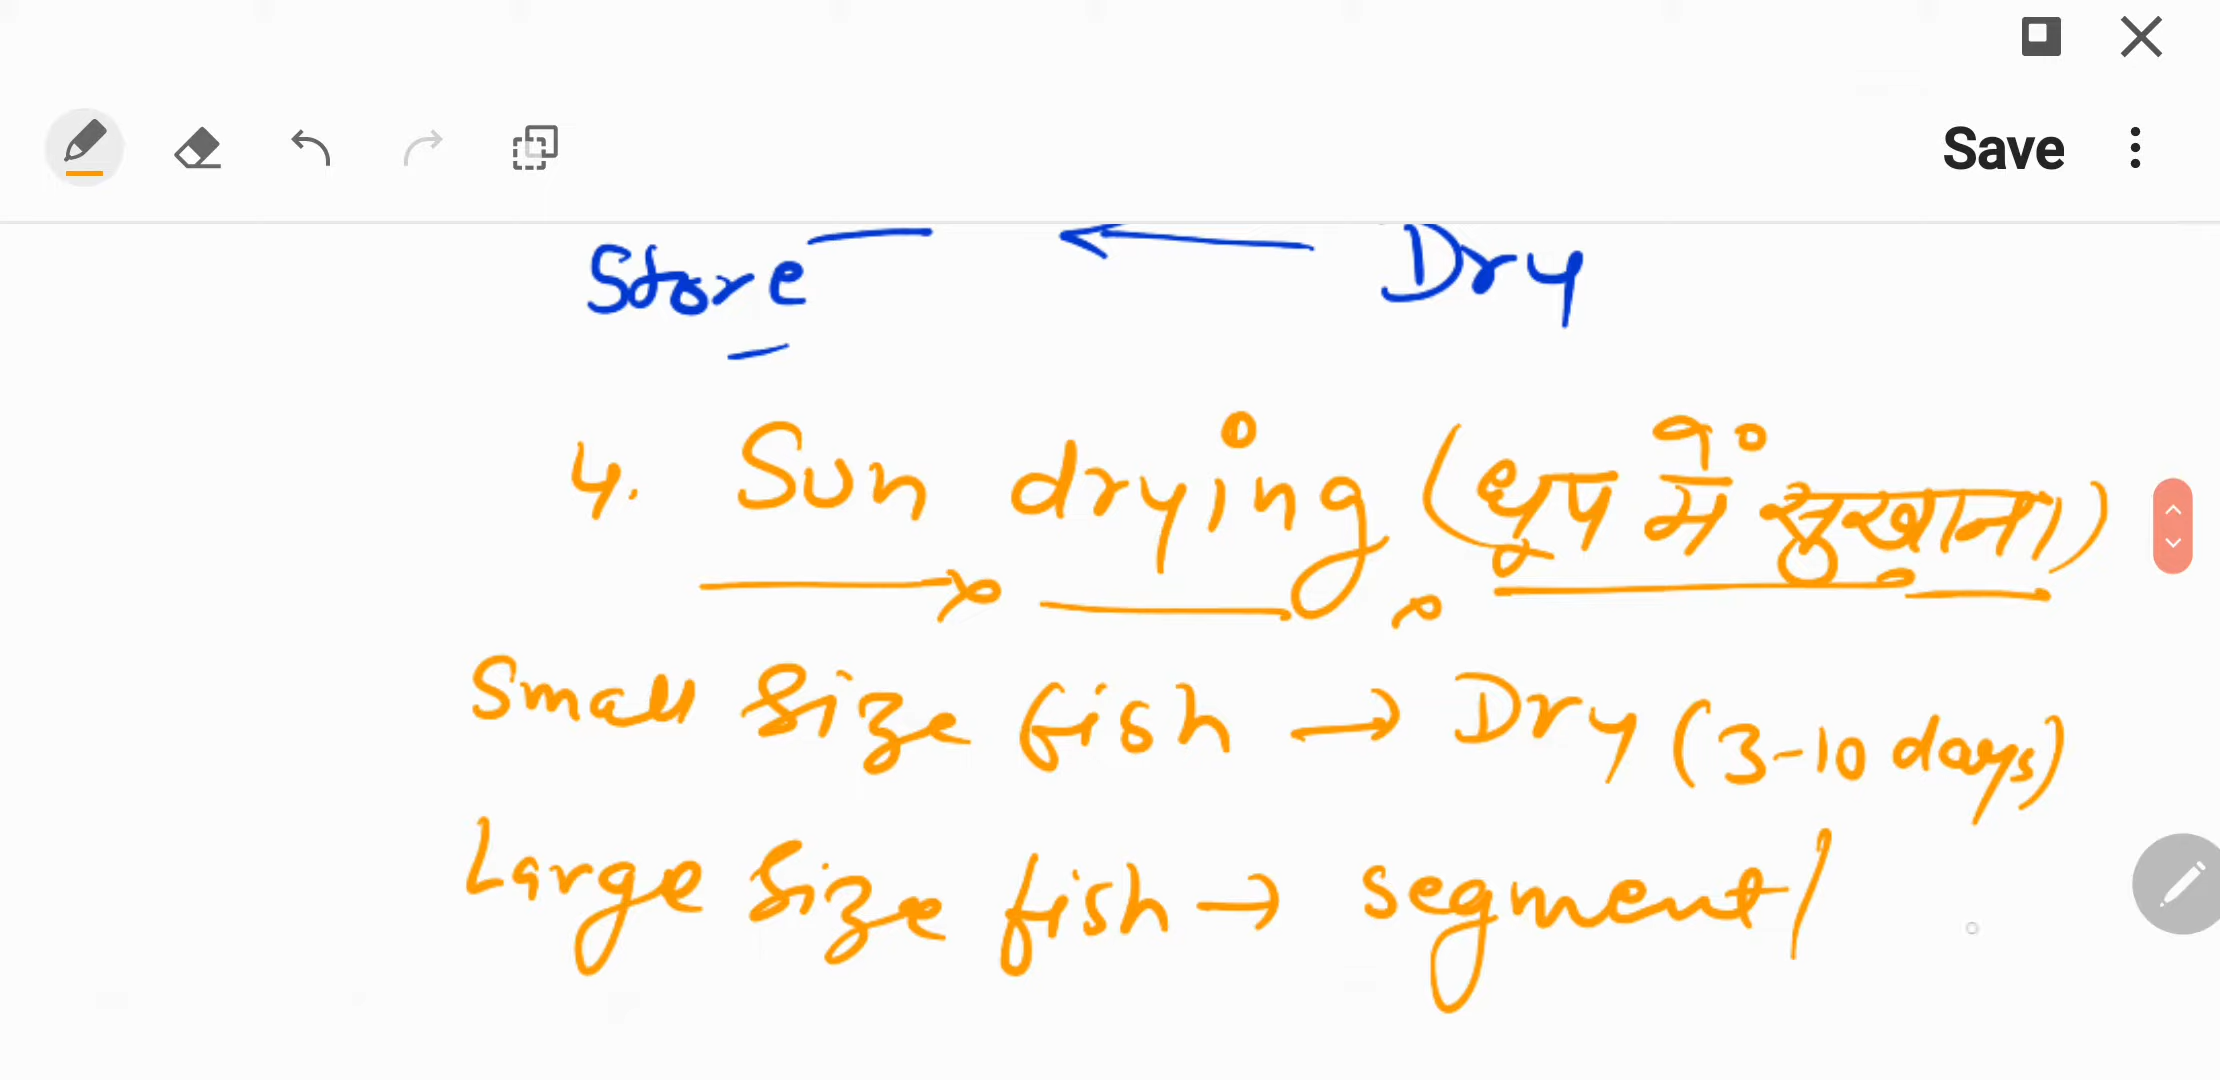 Save
Store ← Dry
4. Sun drying (धूप में सुखाना)
Small Size fish → Dry (3-10 days)
Large Size fish → segment/